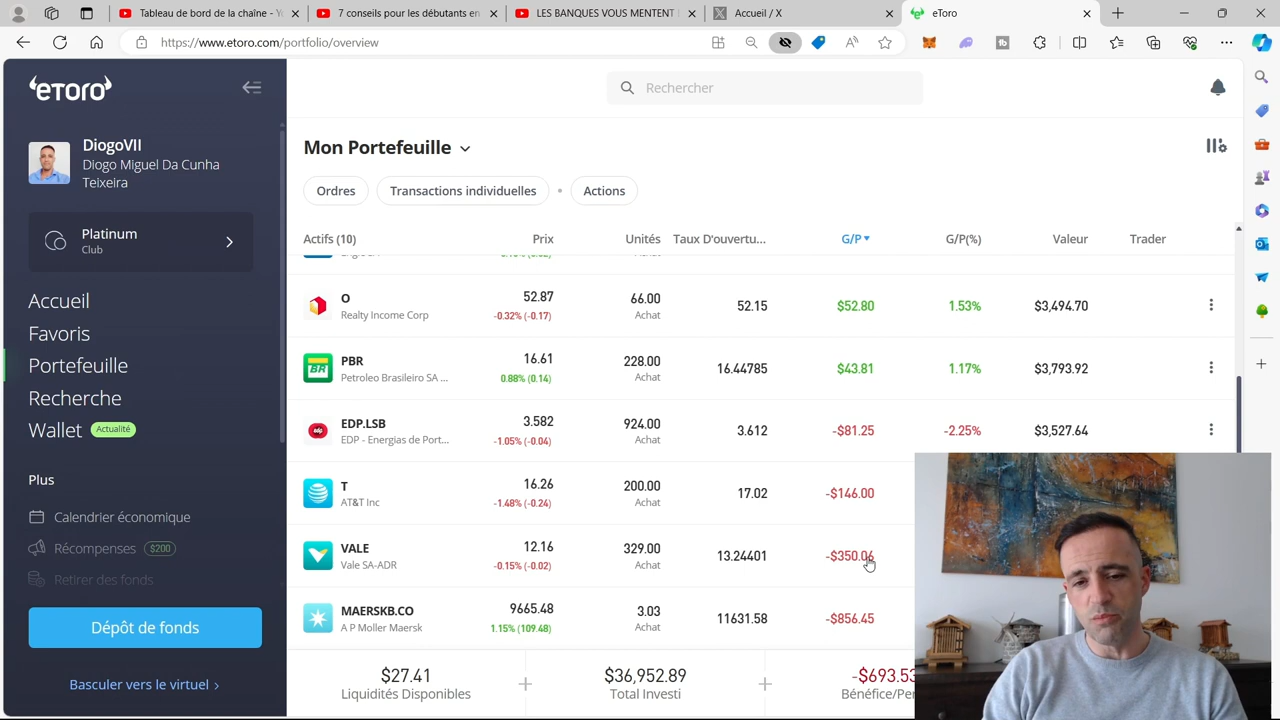 Tableau de bord de la chaîne - Yo
7 conseils pour les débutants en
LES BANQUES VOUS MENTENT
Accueil / X
eToro
https://www.etoro.com/portfolio/overview
eToro
Rechercher
DiogoVII
Diogo Miguel Da Cunha
Teixeira
Platinum
Club
Accueil
Favoris
Portefeuille
Recherche
Wallet Actualité
Plus
Calendrier économique
Récompenses $200
Retirer des fonds
Dépôt de fonds
Basculer vers le virtuel ›
Mon Portefeuille
Ordres
Transactions individuelles
Actions
Actifs (10) Prix Unités Taux D'ouvertu... G/P G/P(%) Valeur Trader
Achat
O 52.87 66.00 52.15 $52.80 1.53% $3,494.70
Realty Income Corp -0.32% (-0.17) Achat
PBR 16.61 228.00 16.44785 $43.81 1.17% $3,793.92
Petroleo Brasileiro SA ... 0.88% (0.14) Achat
EDP.LSB 3.582 924.00 3.612 -$81.25 -2.25% $3,527.64
EDP - Energias de Port... -1.05% (-0.04) Achat
T 16.26 200.00 17.02 -$146.00
AT&T Inc -1.48% (-0.24) Achat
VALE 12.16 329.00 13.24401 -$350.06
Vale SA-ADR -0.15% (-0.02) Achat
MAERSKB.CO 9665.48 3.03 11631.58 -$856.45
A P Moller Maersk 1.15% (109.48) Achat
$27.41 + $36,952.89 + -$693.53
Liquidités Disponibles Total Investi Bénéfice/Per